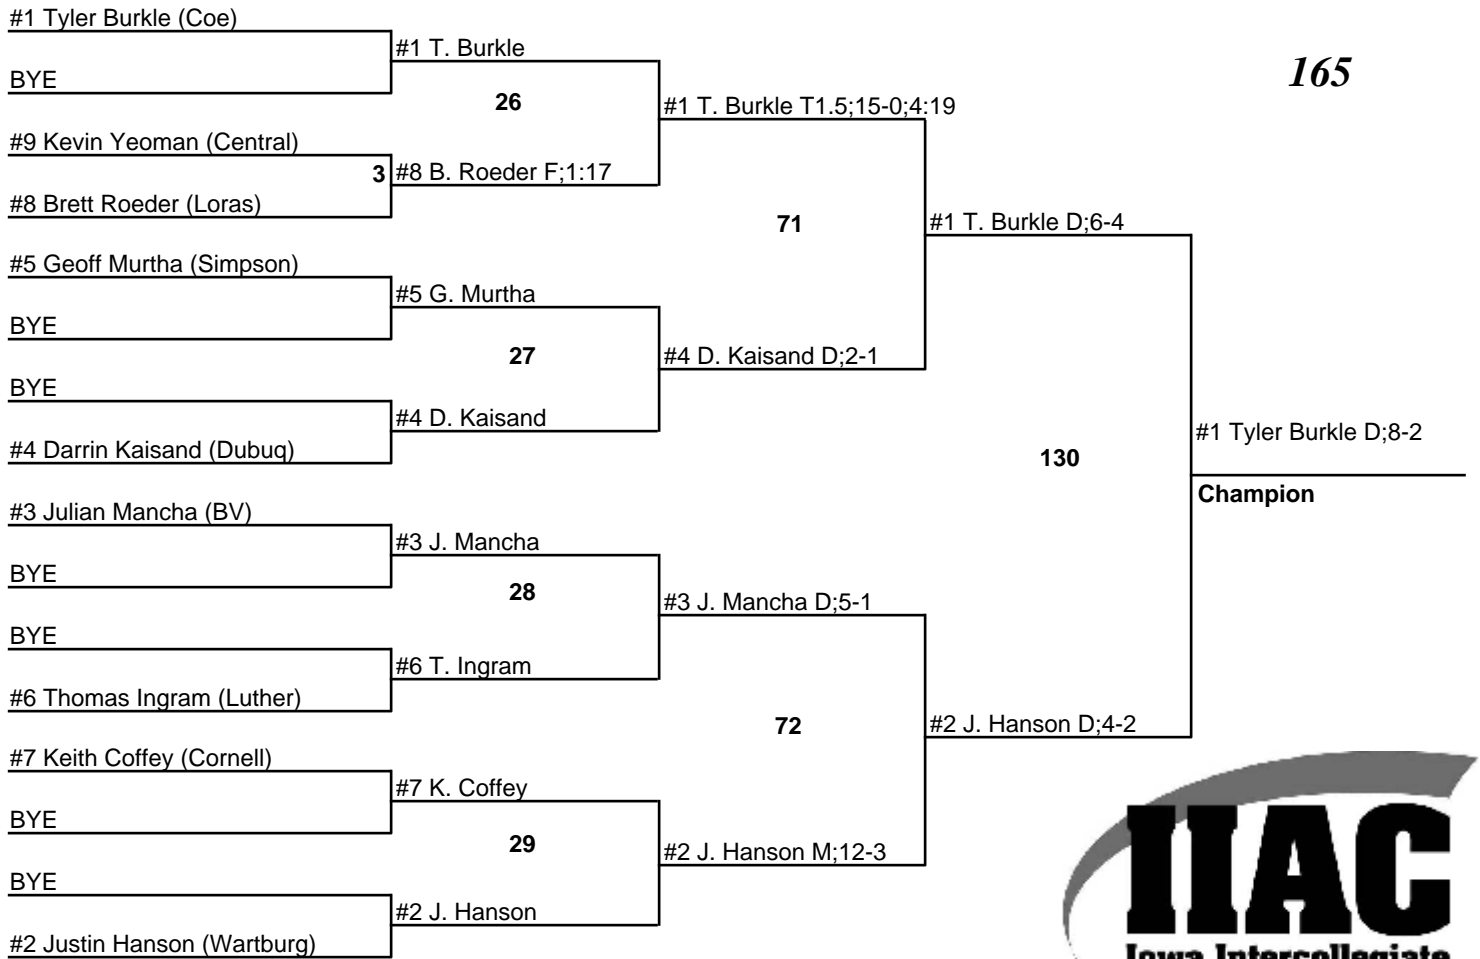 #1 Tyler Burkle (Coe)
BYE
#9 Kevin Yeoman (Central)
#8 Brett Roeder (Loras)
#5 Geoff Murtha (Simpson)
BYE
BYE
#4 Darrin Kaisand (Dubuq)
#3 Julian Mancha (BV)
BYE
BYE
#6 Thomas Ingram (Luther)
#7 Keith Coffey (Cornell)
BYE
BYE
#2 Justin Hanson (Wartburg)
3
#1 T. Burkle
26
#8 B. Roeder F;1:17
#5 G. Murtha
27
#4 D. Kaisand
#3 J. Mancha
28
#6 T. Ingram
#7 K. Coffey
29
#2 J. Hanson
#1 T. Burkle T1.5;15-0;4:19
71
#4 D. Kaisand D;2-1
#3 J. Mancha D;5-1
72
#2 J. Hanson M;12-3
#1 T. Burkle D;6-4
130
#2 J. Hanson D;4-2
165
#1 Tyler Burkle D;8-2
Champion
IIAC
Iowa Intercollegiate